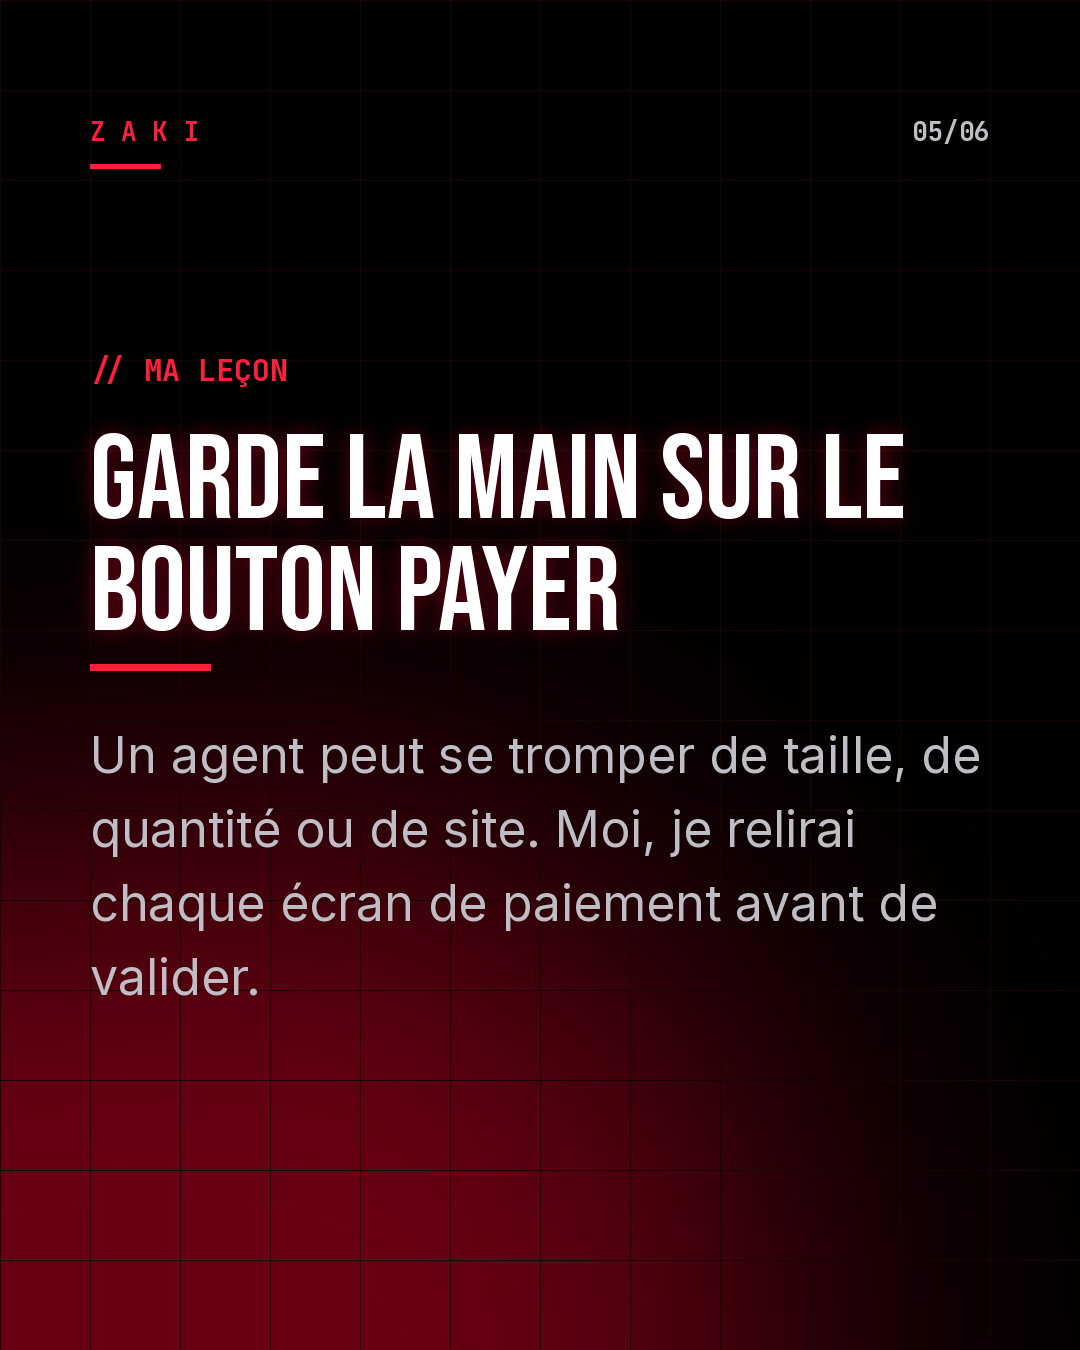 ZAKI
05/06
// MA LEÇON
GARDE LA MAIN SUR LE
BOUTON PAYER
Un agent peut se tromper de taille, de
quantité ou de site. Moi, je relirai
chaque écran de paiement avant de
valider.